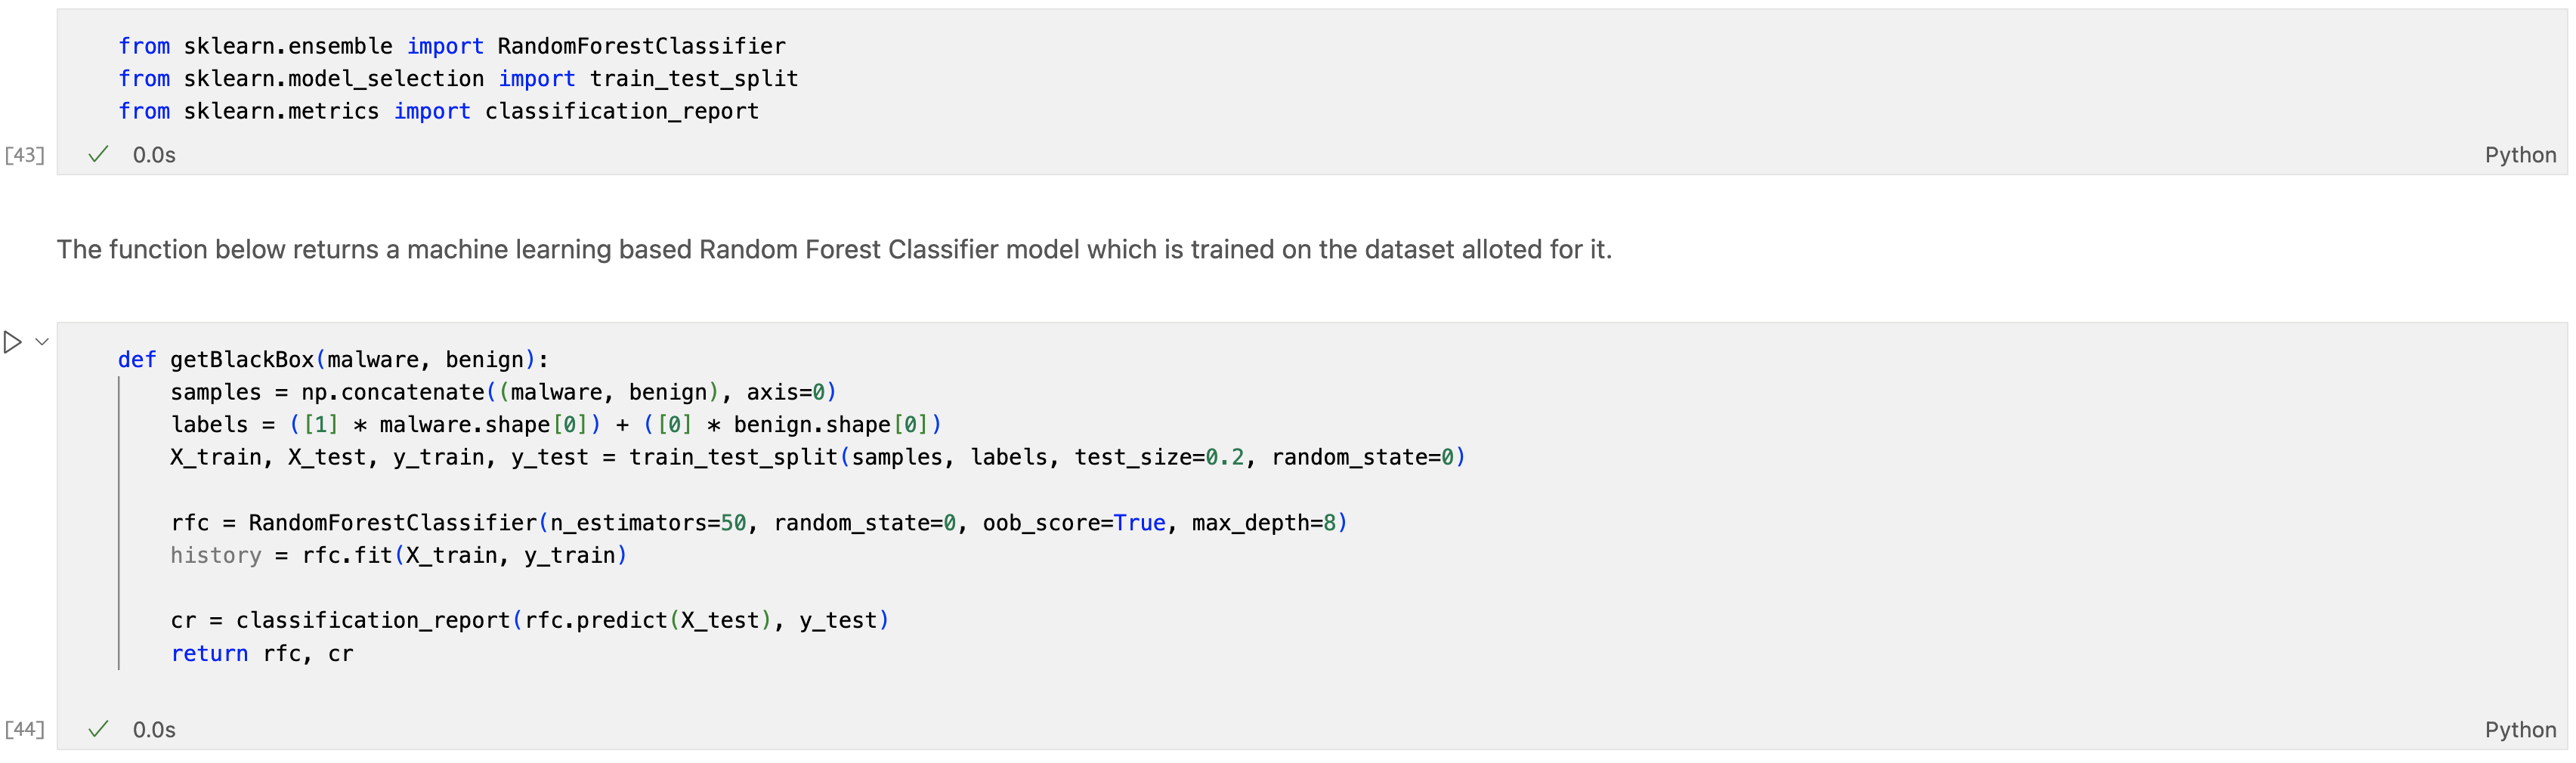 from sklearn.ensemble import RandomForestClassifier
from sklearn.model_selection import train_test_split
from sklearn.metrics import classification_report
[43] 0.0s Python
The function below returns a machine learning based Random Forest Classifier model which is trained on the dataset alloted for it.
def getBlackBox(malware, benign):
    samples = np.concatenate((malware, benign), axis=0)
    labels = ([1] * malware.shape[0]) + ([0] * benign.shape[0])
    X_train, X_test, y_train, y_test = train_test_split(samples, labels, test_size=0.2, random_state=0)
    rfc = RandomForestClassifier(n_estimators=50, random_state=0, oob_score=True, max_depth=8)
    history = rfc.fit(X_train, y_train)
    cr = classification_report(rfc.predict(X_test), y_test)
    return rfc, cr
[44] 0.0s Python